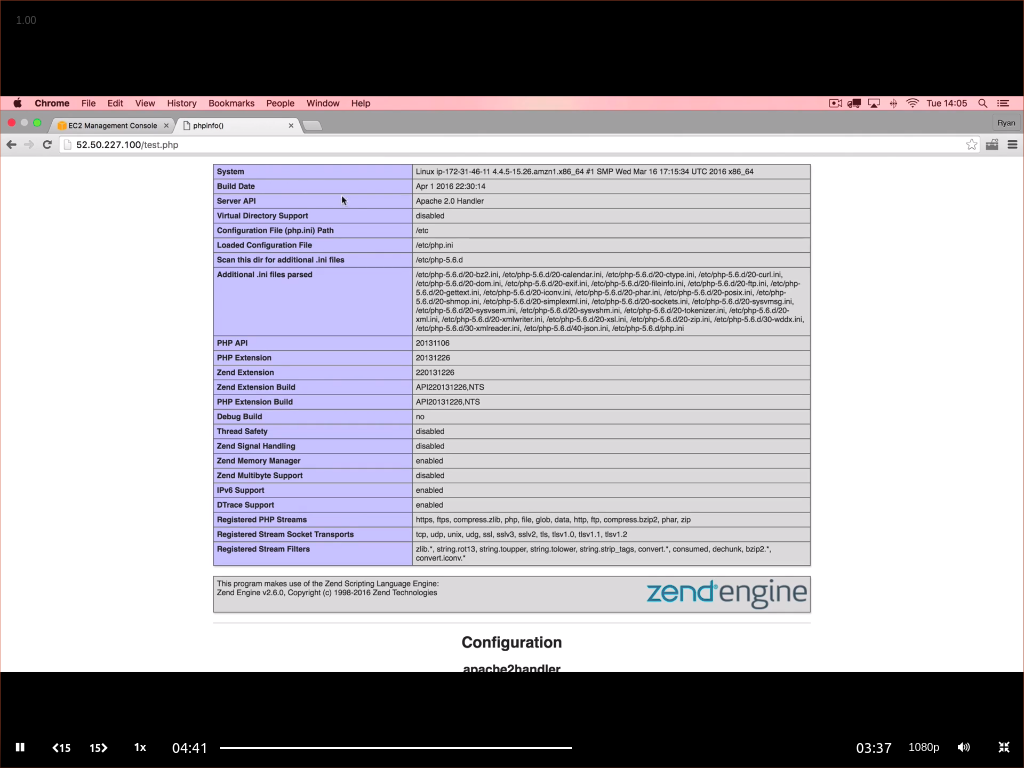 1.00
Chrome File Edit View History Bookmarks People Window Help Tue 14:05
EC2 Management Console × phpinfo() × Ryan
52.50.227.100/test.php
System Linux ip-172-31-46-11 4.4.5-15.26.amzn1.x86_64 #1 SMP Wed Mar 16 17:15:34 UTC 2016 x86_64
Build Date Apr 1 2016 22:30:14
Server API Apache 2.0 Handler
Virtual Directory Support disabled
Configuration File (php.ini) Path /etc
Loaded Configuration File /etc/php.ini
Scan this dir for additional .ini files /etc/php-5.6.d
Additional .ini files parsed /etc/php-5.6.d/20-bz2.ini, /etc/php-5.6.d/20-calendar.ini, /etc/php-5.6.d/20-ctype.ini, /etc/php-5.6.d/20-curl.ini,
/etc/php-5.6.d/20-dom.ini, /etc/php-5.6.d/20-exif.ini, /etc/php-5.6.d/20-fileinfo.ini, /etc/php-5.6.d/20-ftp.ini, /etc/php-
5.6.d/20-gettext.ini, /etc/php-5.6.d/20-iconv.ini, /etc/php-5.6.d/20-phar.ini, /etc/php-5.6.d/20-posix.ini, /etc/php-
5.6.d/20-shmop.ini, /etc/php-5.6.d/20-simplexml.ini, /etc/php-5.6.d/20-sockets.ini, /etc/php-5.6.d/20-sysvmsg.ini,
/etc/php-5.6.d/20-sysvsem.ini, /etc/php-5.6.d/20-sysvshm.ini, /etc/php-5.6.d/20-tokenizer.ini, /etc/php-5.6.d/20-
xml.ini, /etc/php-5.6.d/20-xmlwriter.ini, /etc/php-5.6.d/20-xsl.ini, /etc/php-5.6.d/20-zip.ini, /etc/php-5.6.d/30-wddx.ini,
/etc/php-5.6.d/30-xmlreader.ini, /etc/php-5.6.d/40-json.ini, /etc/php-5.6.d/php.ini
PHP API 20131106
PHP Extension 20131226
Zend Extension 220131226
Zend Extension Build API220131226,NTS
PHP Extension Build API20131226,NTS
Debug Build no
Thread Safety disabled
Zend Signal Handling disabled
Zend Memory Manager enabled
Zend Multibyte Support disabled
IPv6 Support enabled
DTrace Support enabled
Registered PHP Streams https, ftps, compress.zlib, php, file, glob, data, http, ftp, compress.bzip2, phar, zip
Registered Stream Socket Transports tcp, udp, unix, udg, ssl, sslv3, sslv2, tls, tlsv1.0, tlsv1.1, tlsv1.2
Registered Stream Filters zlib.*, string.rot13, string.toupper, string.tolower, string.strip_tags, convert.*, consumed, dechunk, bzip2.*,
convert.iconv.*
This program makes use of the Zend Scripting Language Engine:
Zend Engine v2.6.0, Copyright (c) 1998-2016 Zend Technologies
zend engine
Configuration
apache2handler
15 15 1x 04:41 03:37 1080p